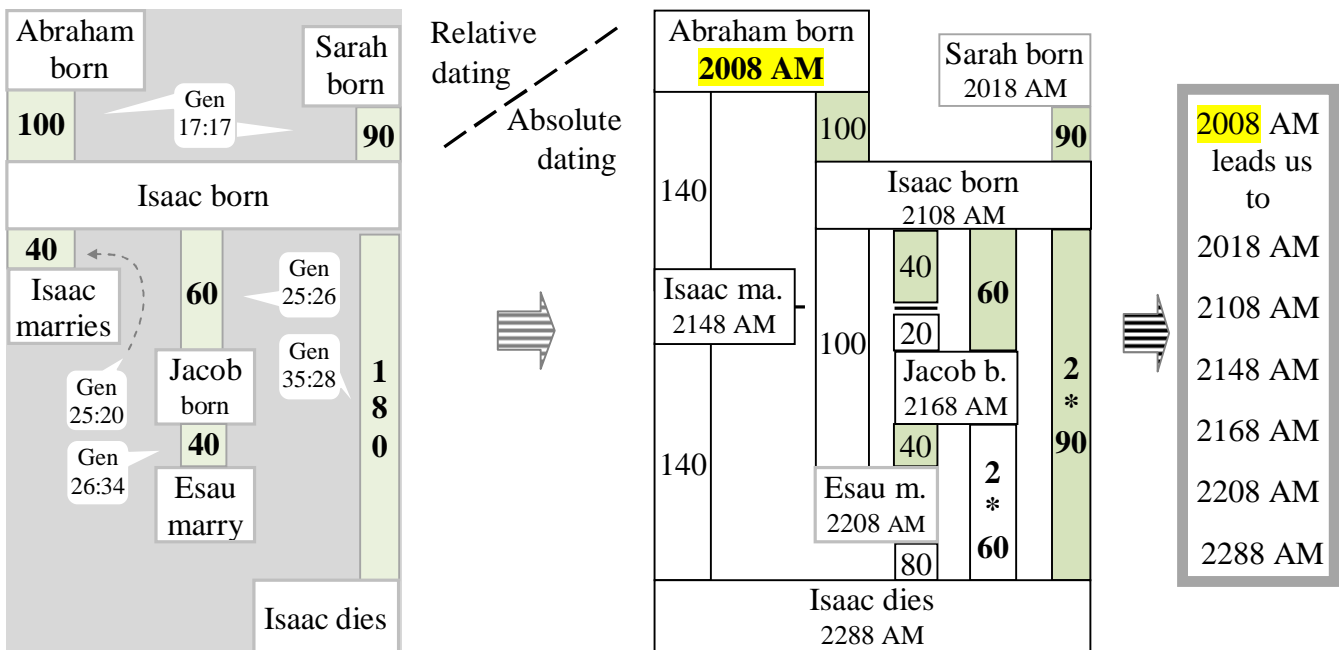 Abraham
born
Sarah
born
100
Gen
17:17
90
Isaac born
40
Isaac
marries
60
Gen
25:26
Gen
25:20
Jacob
born
Gen
35:28
1
8
0
40
Gen
26:34
Esau
marry
Isaac dies
Relative
dating
Absolute
dating
Abraham born
2008 AM
Sarah born
2018 AM
100
90
140
Isaac born
2108 AM
Isaac ma.
2148 AM
40
60
20
100
Jacob b.
2168 AM
2
*
90
140
40
Esau m.
2208 AM
2
*
60
80
Isaac dies
2288 AM
2008 AM
leads us
to
2018 AM
2108 AM
2148 AM
2168 AM
2208 AM
2288 AM